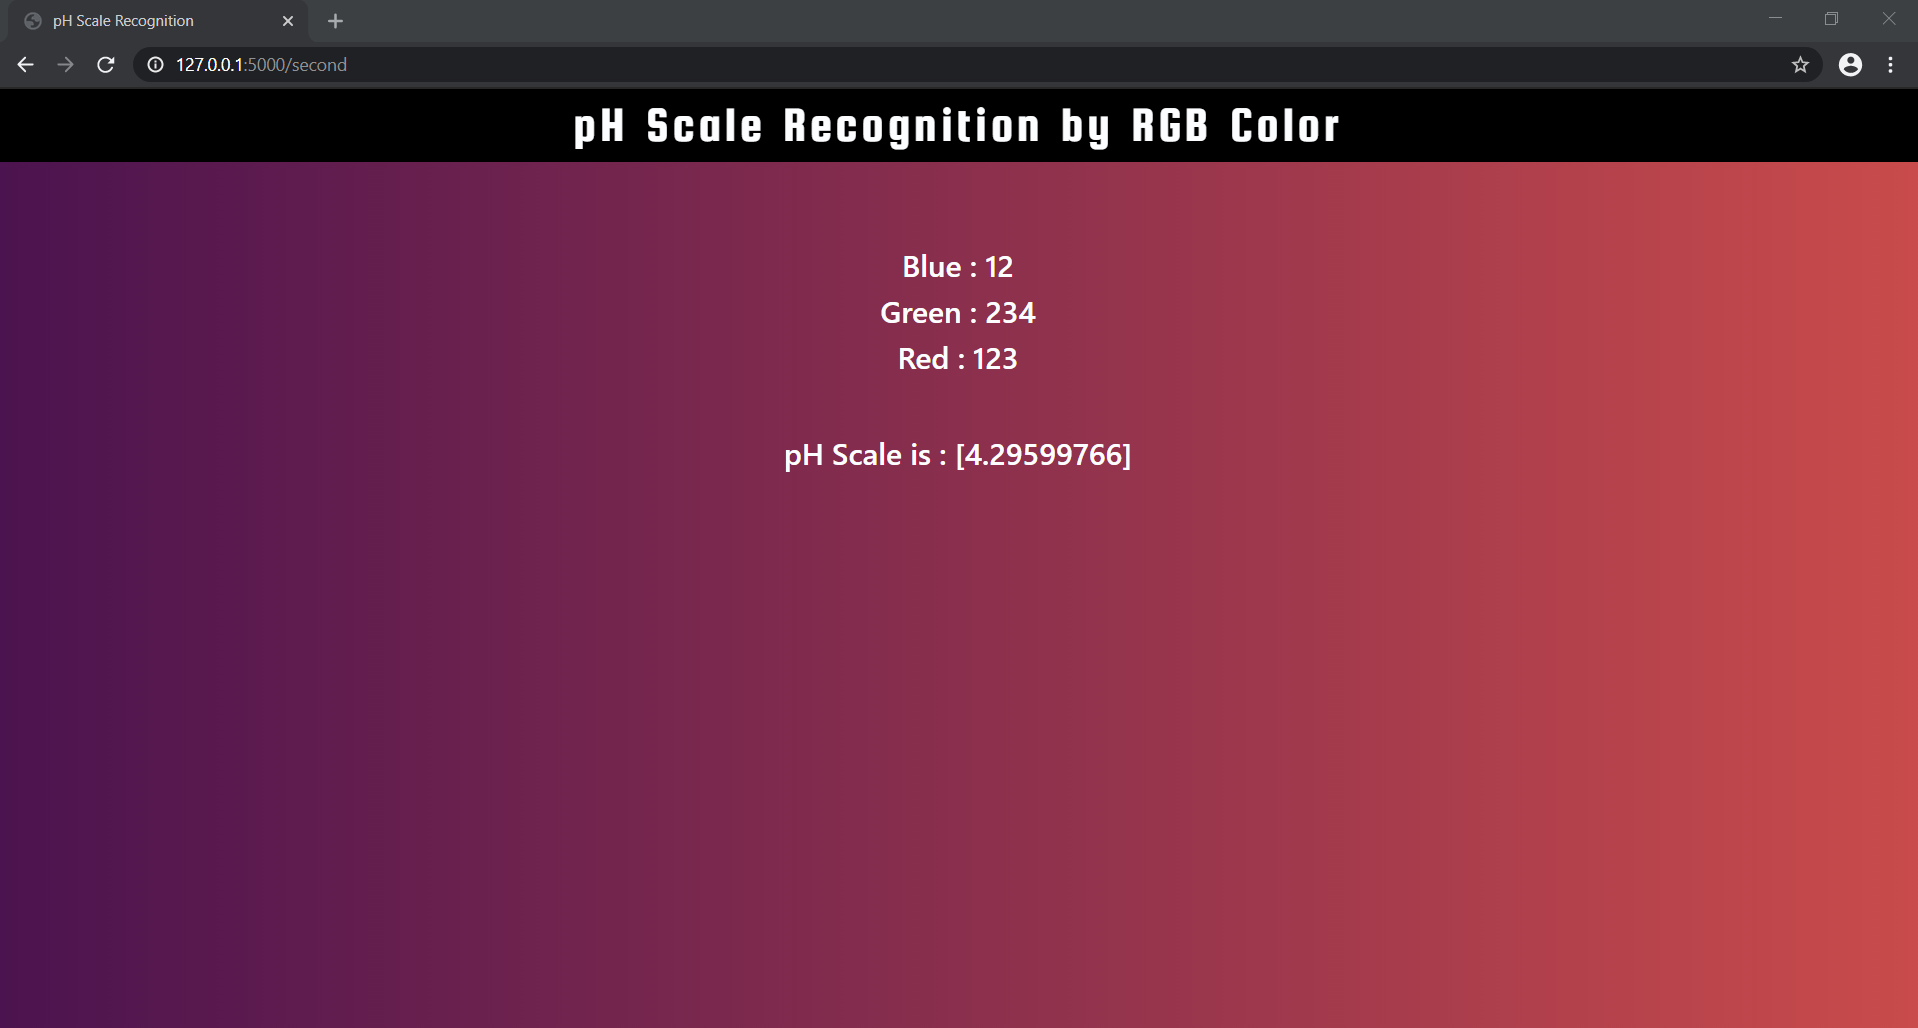 pH Scale Recognition
127.0.0.1:5000/second
pH Scale Recognition by RGB Color
Blue : 12
Green : 234
Red : 123
pH Scale is : [4.29599766]